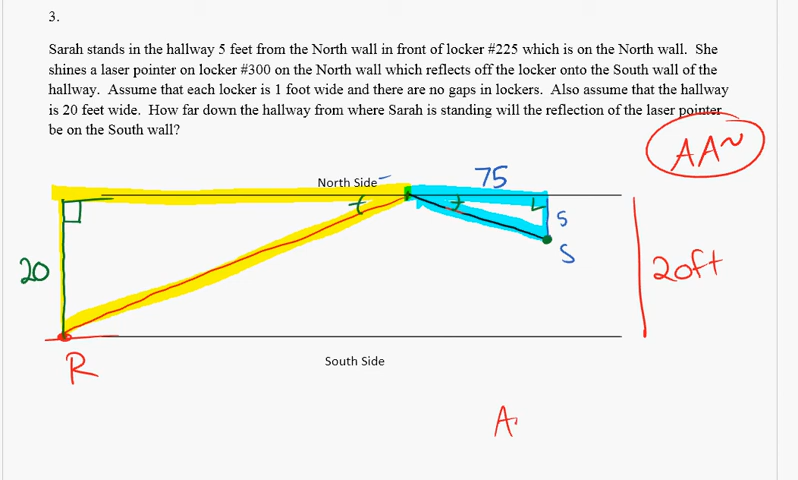 3.
Sarah stands in the hallway 5 feet from the North wall in front of locker #225 which is on the North wall. She
shines a laser pointer on locker #300 on the North wall which reflects off the locker onto the South wall of the
hallway. Assume that each locker is 1 foot wide and there are no gaps in lockers. Also assume that the hallway
is 20 feet wide. How far down the hallway from where Sarah is standing will the reflection of the laser pointer
be on the South wall?
AA~
North Side
75
5
S
20
20ft
R
South Side
A